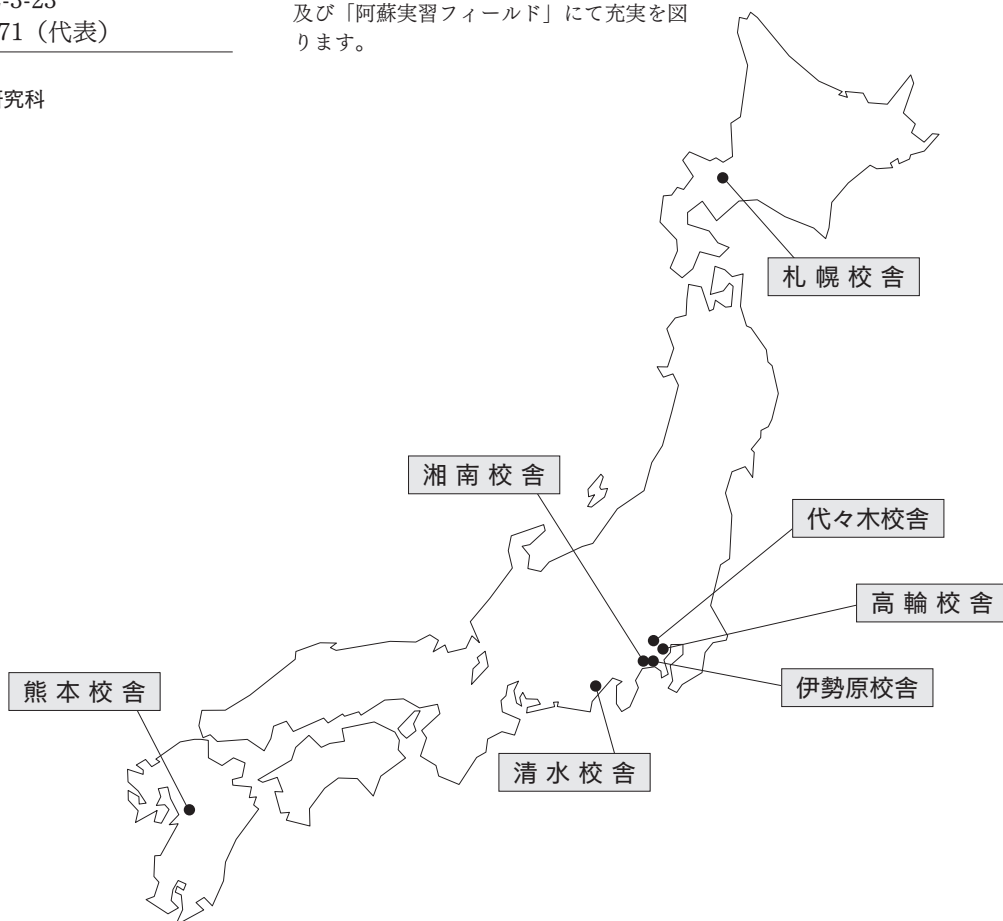 -3-23
71（代表）
研究科
及び「阿蘇実習フィールド」にて充実を図
ります。
札幌校舎
湘南校舎
代々木校舎
高輪校舎
熊本校舎
伊勢原校舎
清水校舎